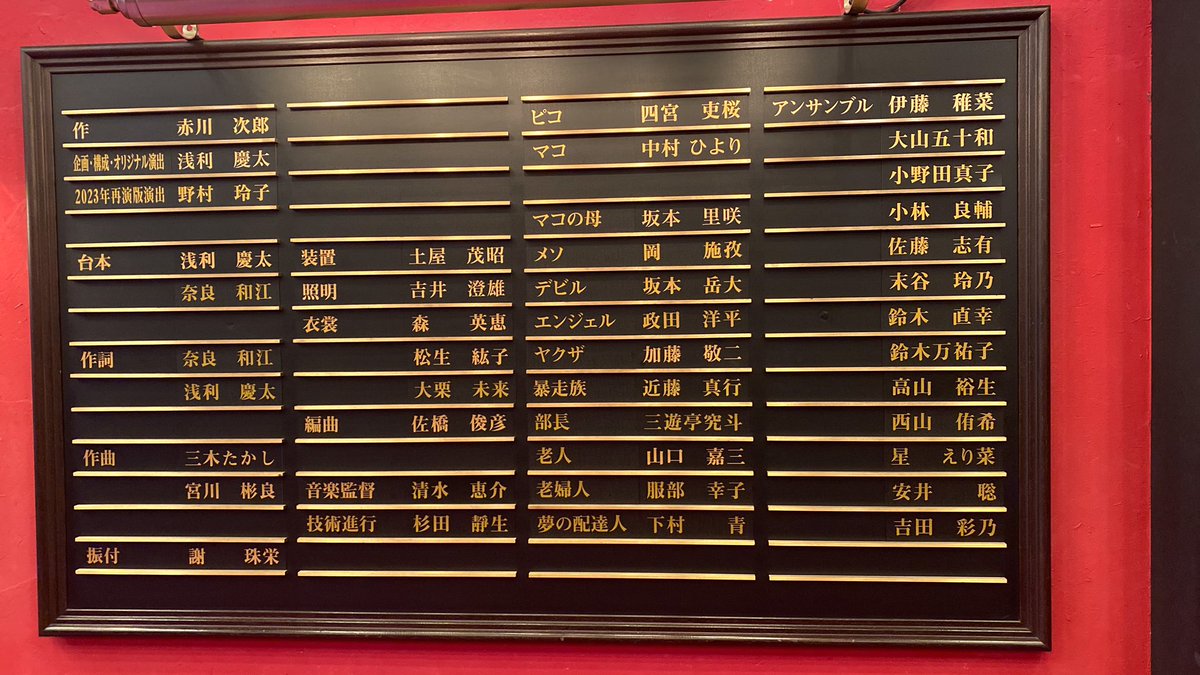 作 赤川 次郎
企画・構成・オリジナル演出 浅利 慶太
2023年再演版演出 野村 玲子
台本 浅利 慶太
奈良 和江
作詞 奈良 和江
浅利 慶太
作曲 三木たかし
宮川 彬良
振付 謝 珠栄
装置 土屋 茂昭
照明 吉井 澄雄
衣裳 森 英恵
松生 紘子
大栗 未来
編曲 佐橋 俊彦
音楽監督 清水 恵介
技術進行 杉田 靜生
ピコ 四宮 吏桜
マコ 中村 ひより
マコの母 坂本 里咲
メソ 岡 施孜
デビル 坂本 岳大
エンジェル 政田 洋平
ヤクザ 加藤 敬二
暴走族 近藤 真行
部長 三遊亭究斗
老人 山口 嘉三
老婦人 服部 幸子
夢の配達人 下村 青
アンサンブル 伊藤 稚菜
大山五十和
小野田真子
小林 良輔
佐藤 志有
末谷 玲乃
鈴木 直幸
鈴木万祐子
高山 裕生
西山 侑希
星 えり菜
安井 聡
吉田 彩乃